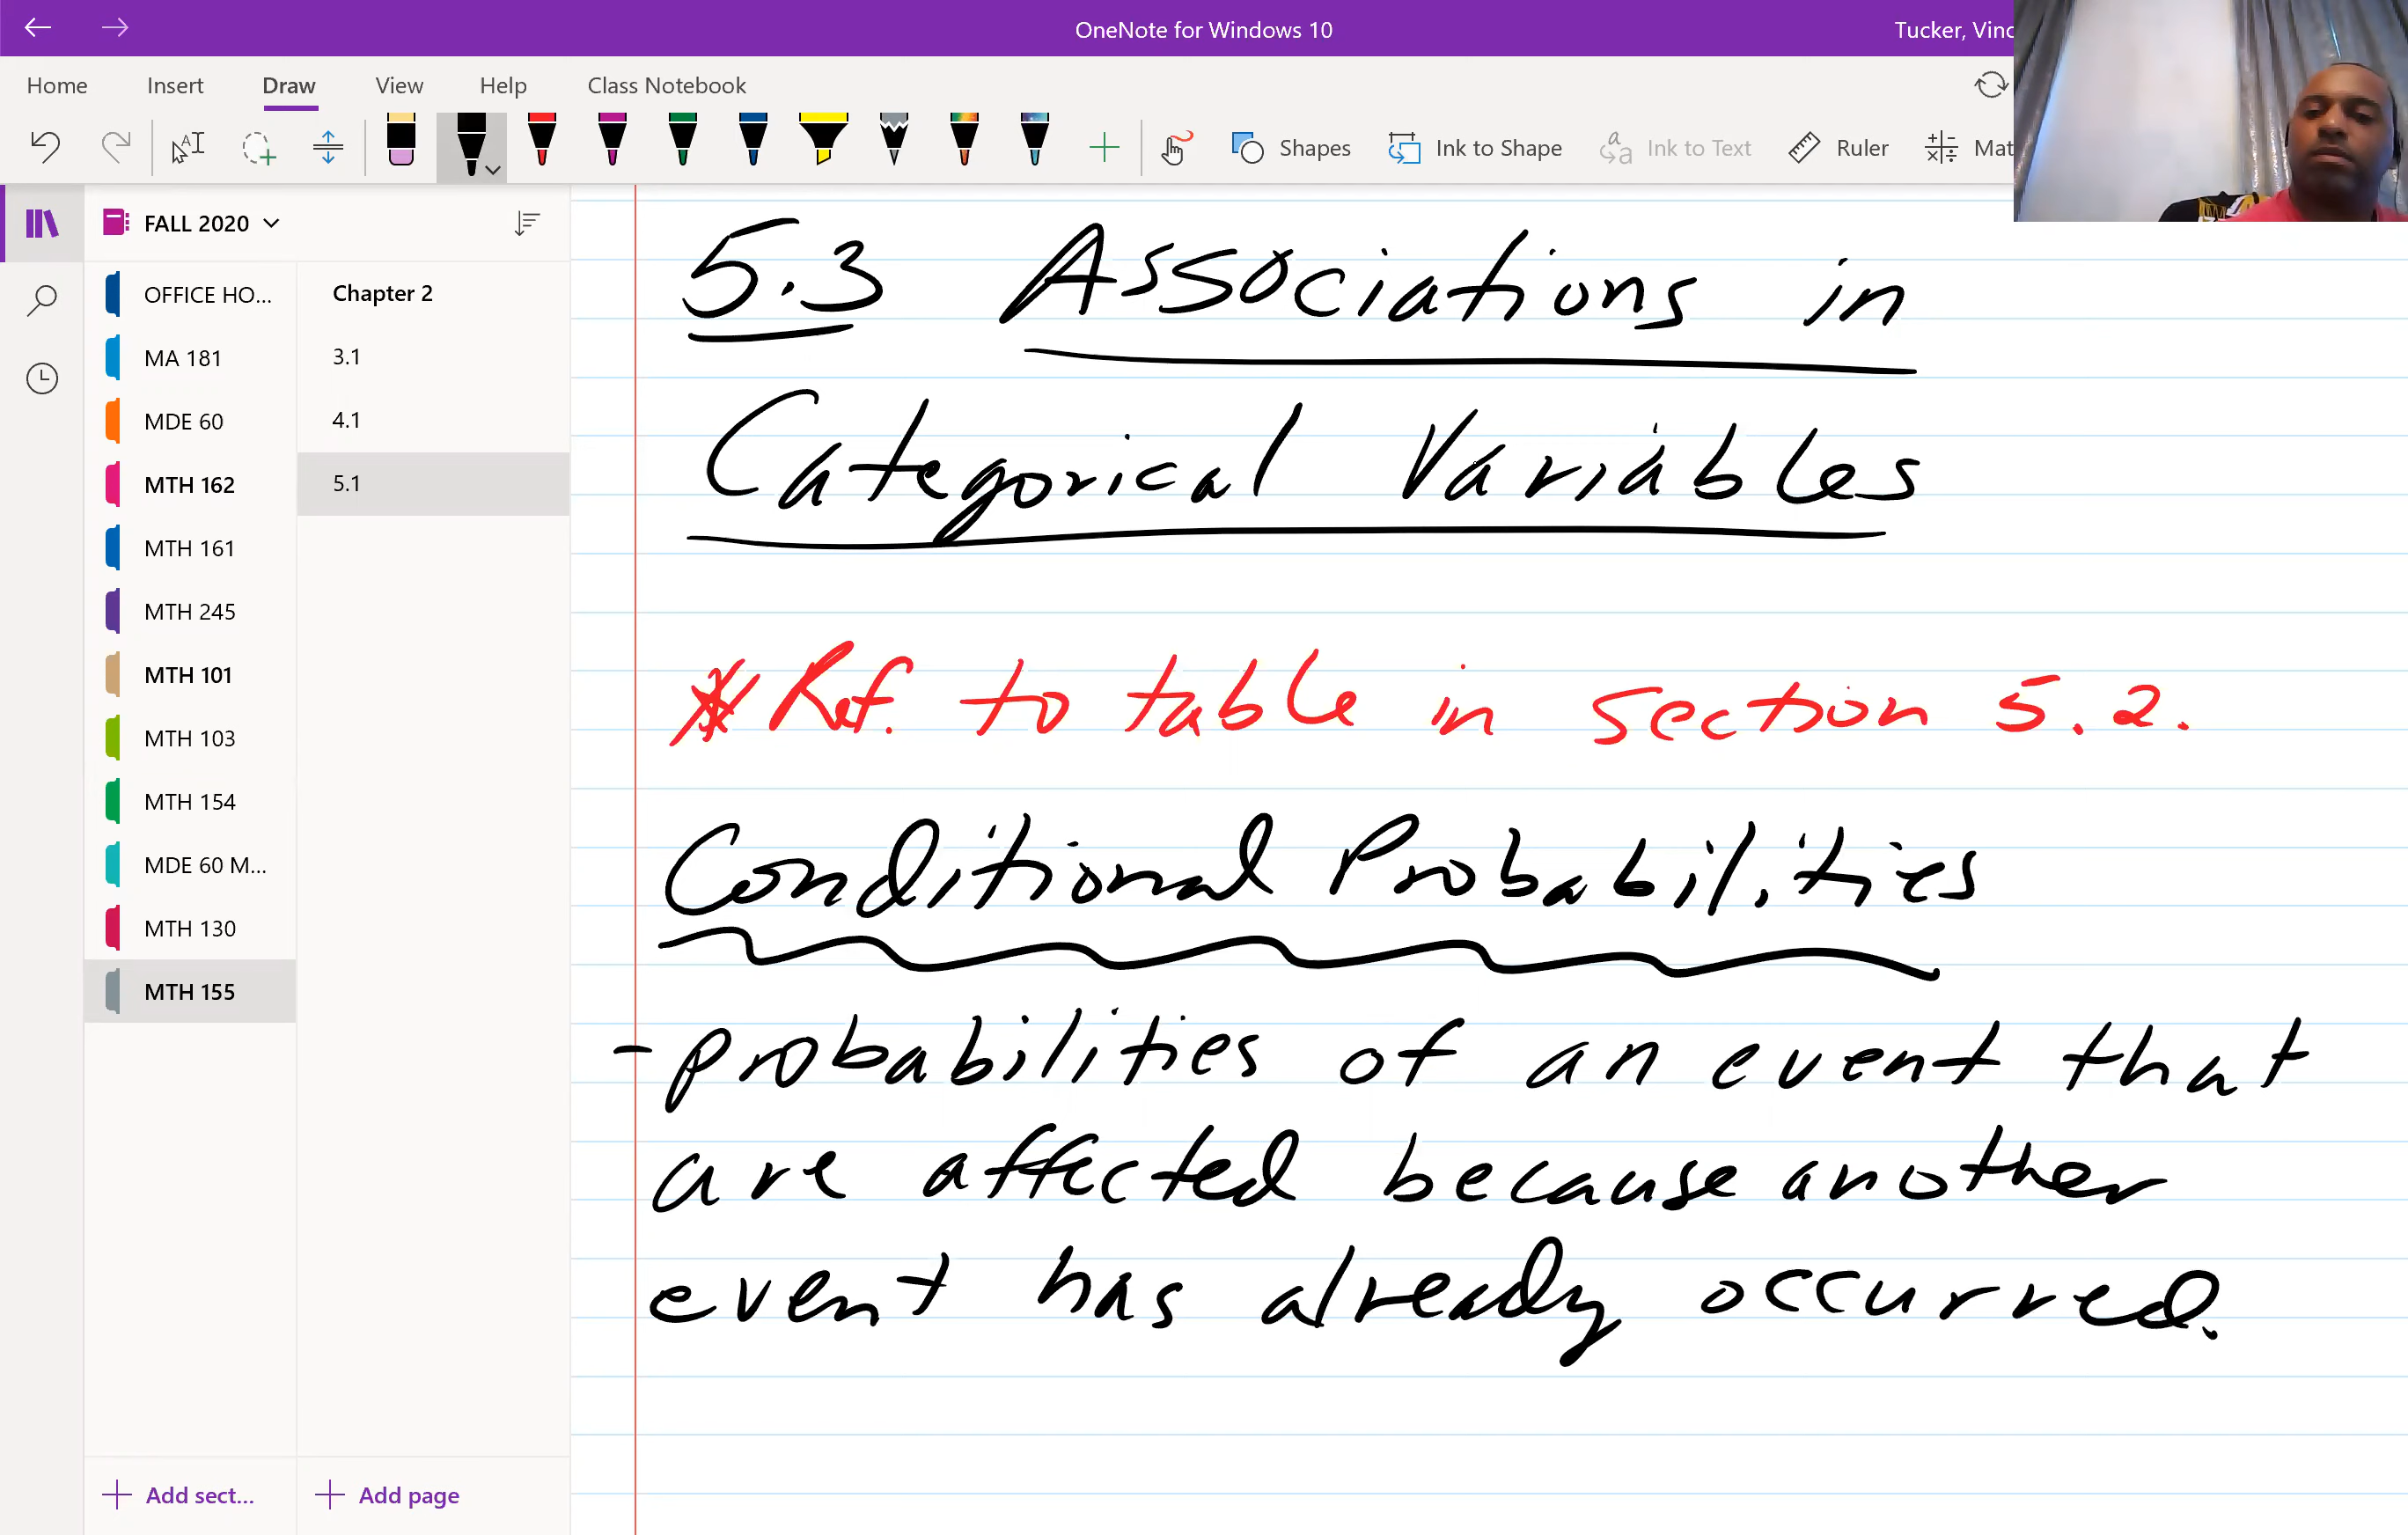 OneNote for Windows 10
Tucker, Vinc
Home Insert Draw View Help Class Notebook
Shapes Ink to Shape Ink to Text Ruler Mat
FALL 2020
OFFICE HO...
MA 181
MDE 60
MTH 162
MTH 161
MTH 245
MTH 101
MTH 103
MTH 154
MDE 60 M...
MTH 130
MTH 155
Add sect...
Chapter 2
3.1
4.1
5.1
Add page
5.3 Associations in
Categorical Variables
* Ref. to table in section 5.2.
Conditional Probabilities
- probabilities of an event that
are affected because another
event has already occurred.